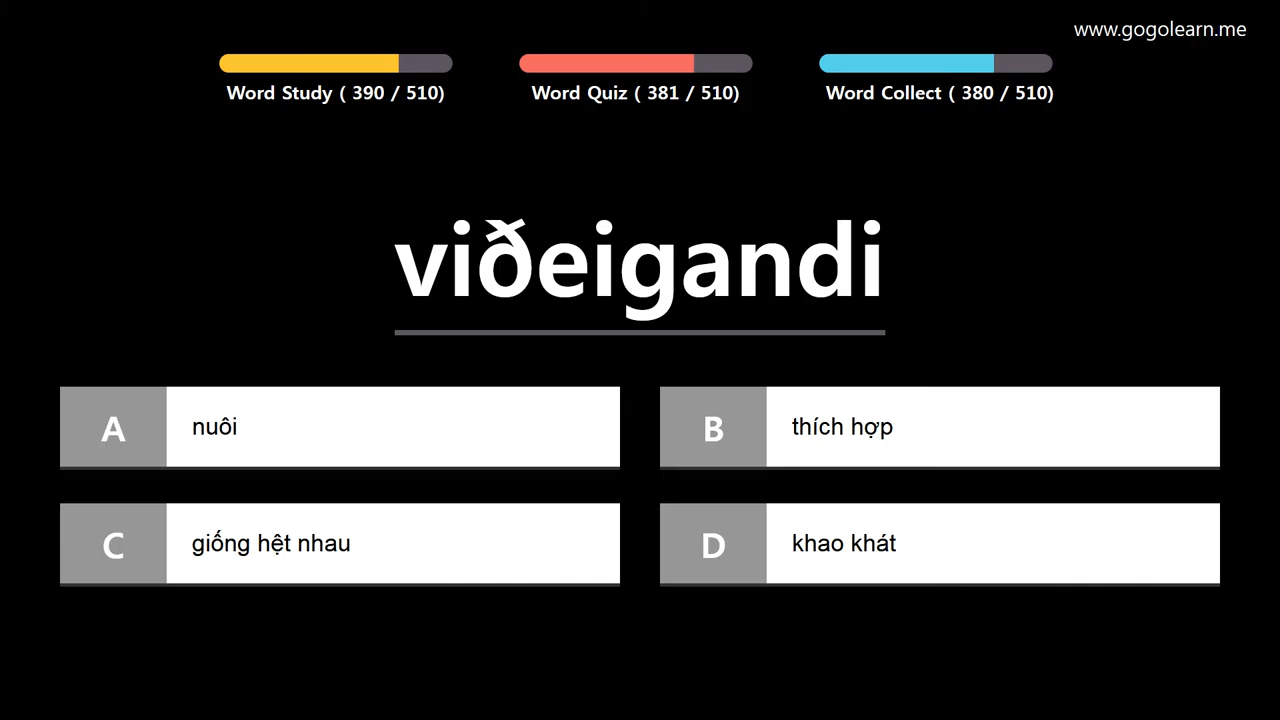 www.gogolearn.me
Word Study ( 390 / 510)
Word Quiz ( 381 / 510)
Word Collect ( 380 / 510)
viðeigandi
A nuôi
B thích hợp
C giống hệt nhau
D khao khát